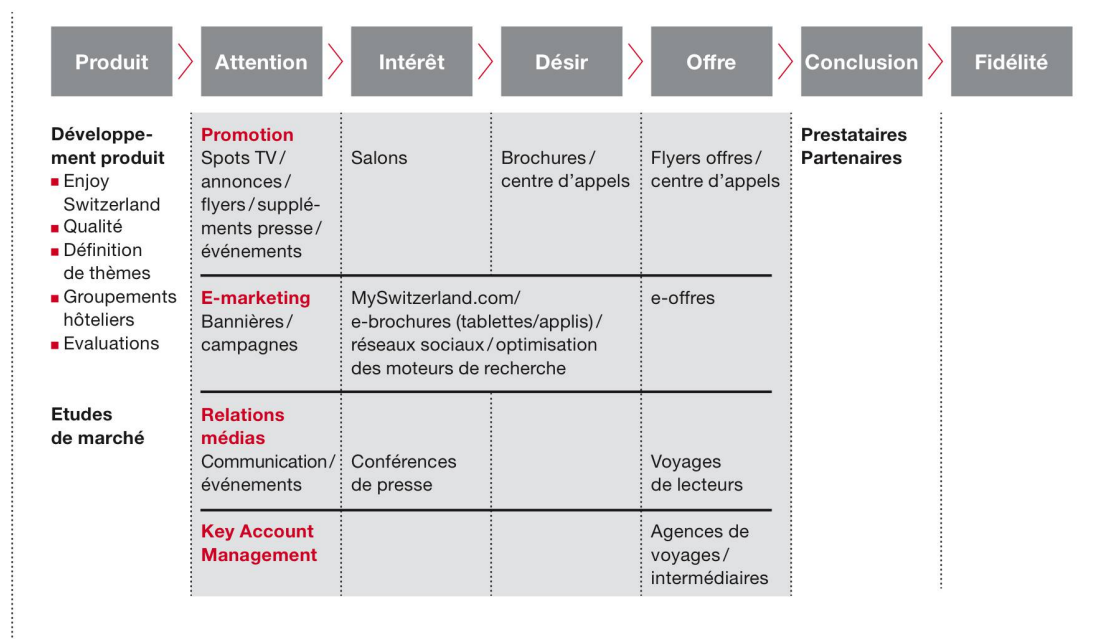 Produit
Attention
Intérêt
Désir
Offre
Conclusion
Fidélité
Développe-
ment produit
Enjoy
Switzerland
Qualité
Définition
de thèmes
Groupements
hôteliers
Evaluations
Etudes
de marché
Promotion
Spots TV /
annonces /
flyers / supplé-
ments presse /
événements
Salons
Brochures /
centre d'appels
Flyers offres /
centre d'appels
Prestataires
Partenaires
E-marketing
Bannières /
campagnes
MySwitzerland.com/
e-brochures (tablettes/applis) /
réseaux sociaux / optimisation
des moteurs de recherche
e-offres
Relations
médias
Communication /
événements
Conférences
de presse
Voyages
de lecteurs
Key Account
Management
Agences de
voyages /
intermédiaires